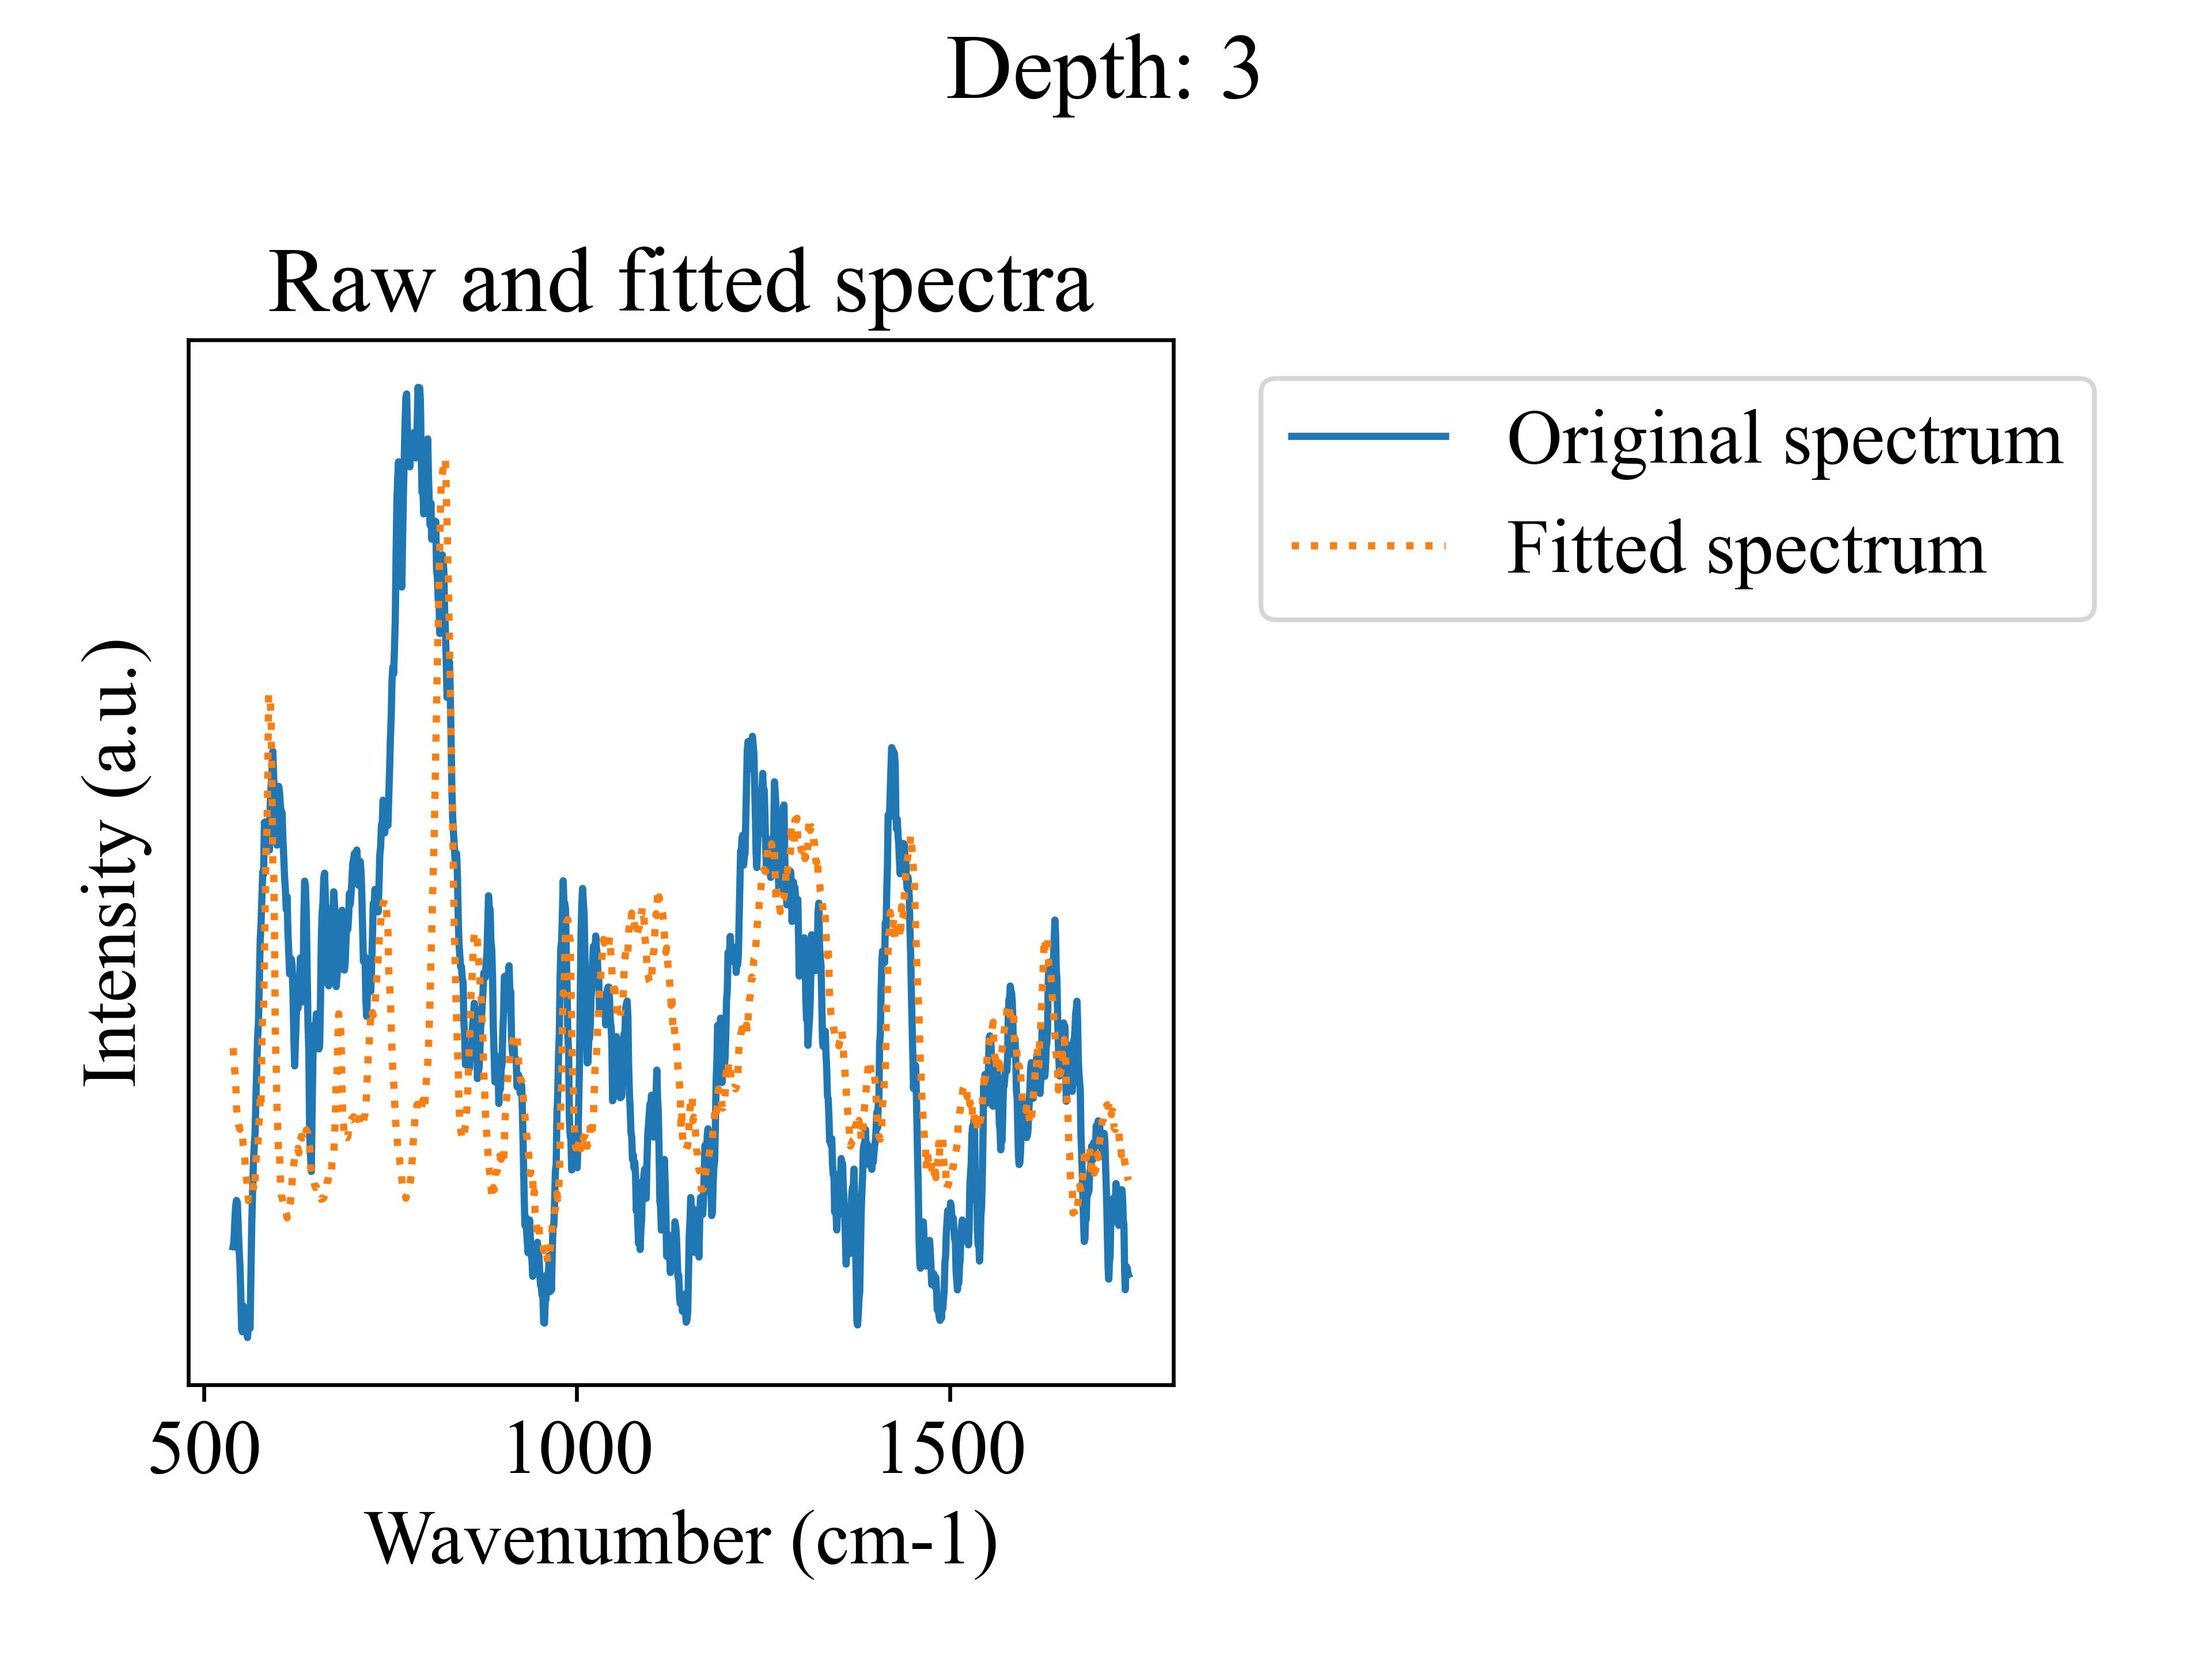 Depth: 3
Raw and fitted spectra
Original spectrum
Fitted spectrum
Intensity (a.u.)
500 1000 1500
Wavenumber (cm-1)